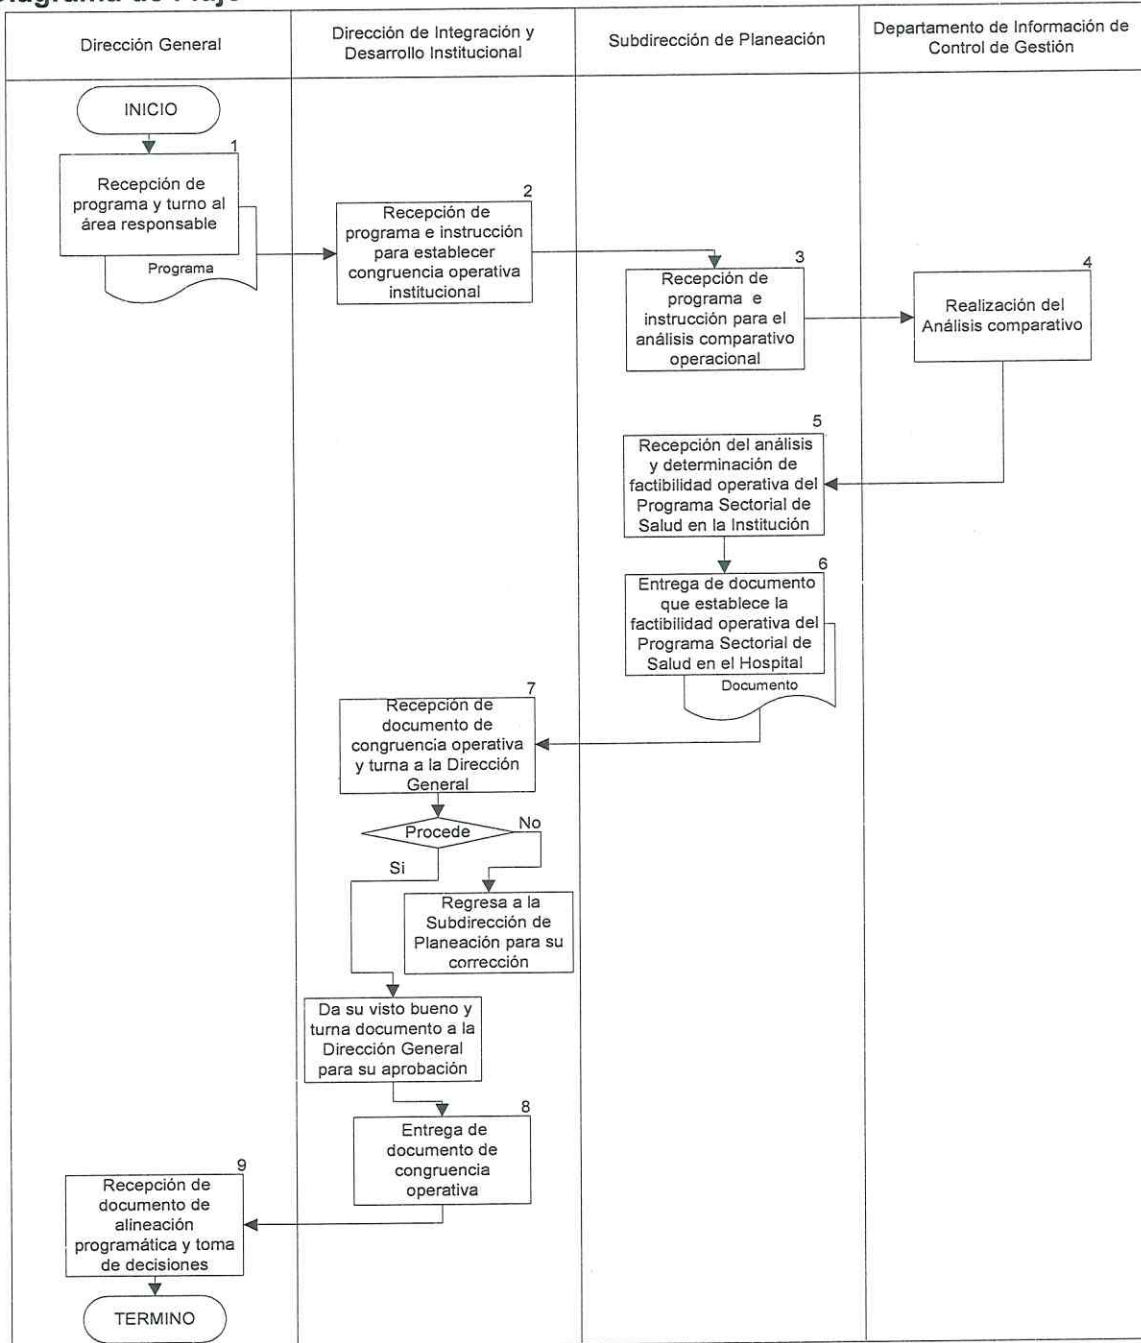 Diagrama de Flujo
Dirección General
Dirección de Integración y
Desarrollo Institucional
Subdirección de Planeación
Departamento de Información de
Control de Gestión
INICIO
1
Recepción de
programa y turno al
área responsable
Programa
2
Recepción de
programa e instrucción
para establecer
congruencia operativa
institucional
3
Recepción de
programa e
instrucción para el
análisis comparativo
operacional
4
Realización del
Análisis comparativo
5
Recepción del análisis
y determinación de
factibilidad operativa del
Programa Sectorial de
Salud en la Institución
6
Entrega de documento
que establece la
factibilidad operativa del
Programa Sectorial de
Salud en el Hospital
Documento
7
Recepción de
documento de
congruencia operativa
y turna a la Dirección
General
Procede
No
Si
Regresa a la
Subdirección de
Planeación para su
corrección
Da su visto bueno y
turna documento a la
Dirección General
para su aprobación
8
Entrega de
documento de
congruencia
operativa
9
Recepción de
documento de
alineación
programática y toma
de decisiones
TERMINO